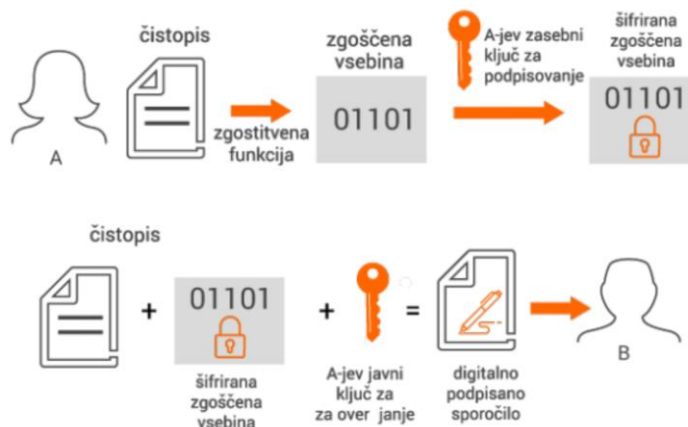 čistopis
zgoščena
vsebina
A-jev zasebni
ključ za
podpisovanje
šifrirana
zgoščena
vsebina
01101
01101
zgostitvena
funkcija
A
čistopis
+
01101
+
=
šifrirana
zgoščena
vsebina
A-jev javni
ključ za
za over janje
digitalno
podpisano
sporočilo
B